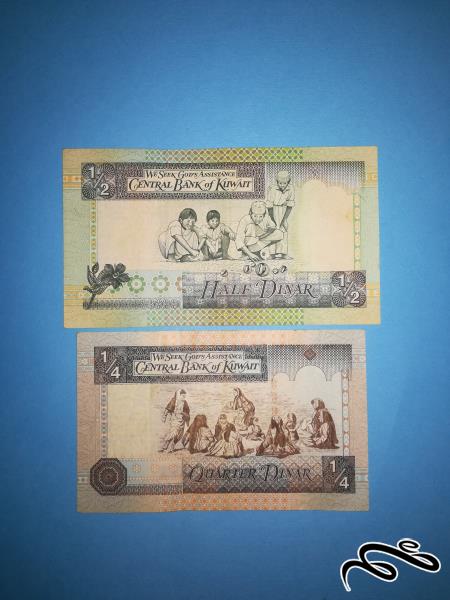 1/2
WE SEEK GOD'S ASSISTANCE
CENTRAL BANK of KUWAIT
HALF DINAR
1/2
1/4
WE SEEK GOD'S ASSISTANCE
CENTRAL BANK of KUWAIT
QUARTER DINAR
1/4